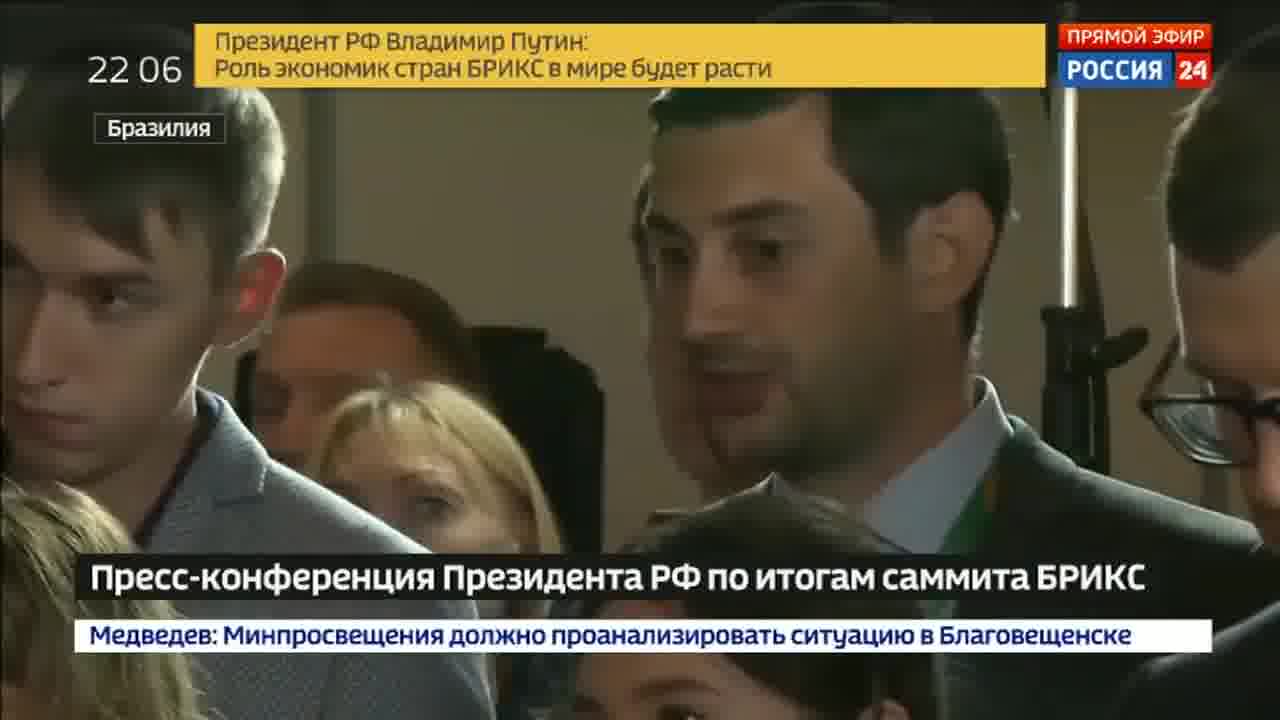 22 06
Президент РФ Владимир Путин:
Роль экономик стран БРИКС в мире будет расти
ПРЯМОЙ ЭФИР
РОССИЯ 24
Бразилия
Пресс-конференция Президента РФ по итогам саммита БРИКС
Медведев: Минпросвещения должно проанализировать ситуацию в Благовещенске